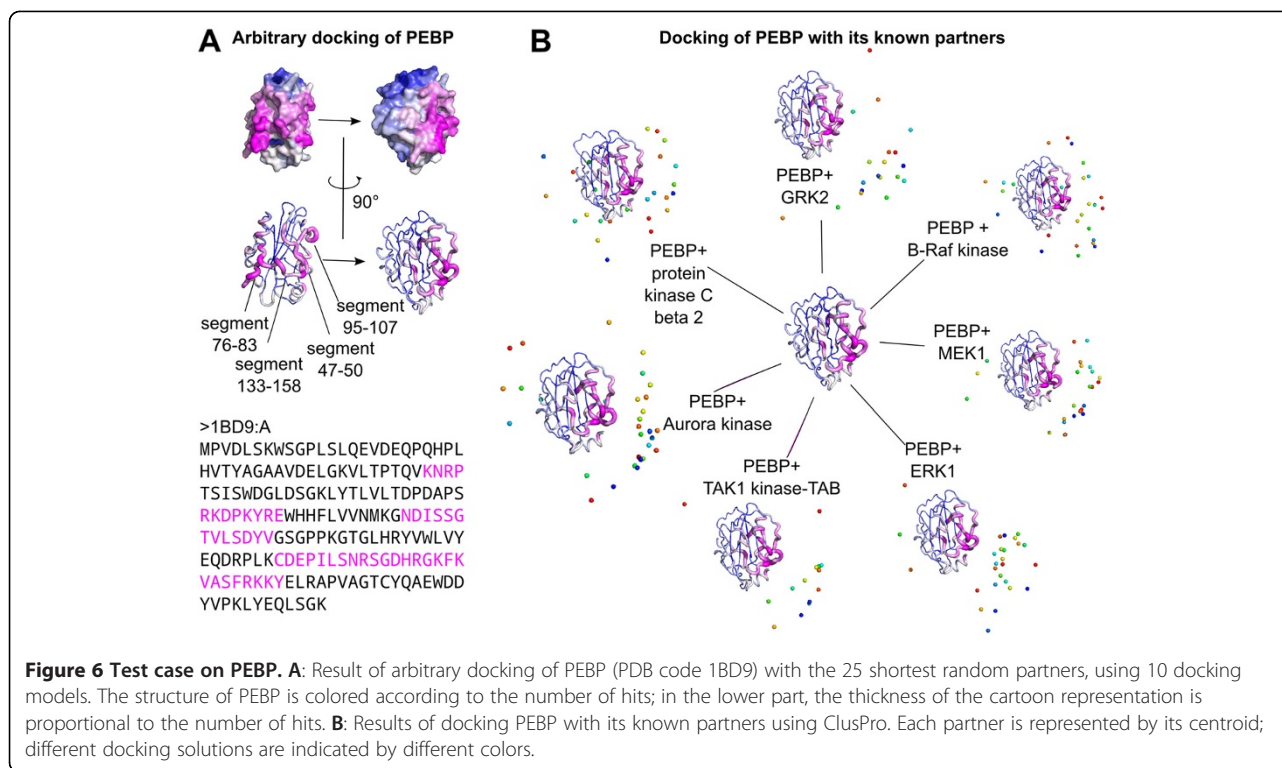 A Arbitrary docking of PEBP
90°
segment
95-107
segment
76-83
segment
47-50
segment
133-158
>1BD9:A
MPVDLSKWSGPLSLQEVDEQPQHPL
HVTYAGAAVDELGKVLTPTQVKNRP
TSISWDGLDSGKLYTLVLTDPDAPS
RKDPKYREWHHFLVVNMKGNDISSG
TVLSDYVGSGPPKGTGLHRYVWLVY
EQDRPLKCDEPILSNRSGDHRGKFK
VASFRKKYELRAPVAGTCYQAEWDD
YVPKLYEQLSGK
B Docking of PEBP with its known partners
PEBP+
GRK2
PEBP +
B-Raf kinase
PEBP+
protein
kinase C
beta 2
PEBP+
MEK1
PEBP+
Aurora kinase
PEBP+
ERK1
PEBP+
TAK1 kinase-TAB
Figure 6 Test case on PEBP. A: Result of arbitrary docking of PEBP (PDB code 1BD9) with the 25 shortest random partners, using 10 docking
models. The structure of PEBP is colored according to the number of hits; in the lower part, the thickness of the cartoon representation is
proportional to the number of hits. B: Results of docking PEBP with its known partners using ClusPro. Each partner is represented by its centroid;
different docking solutions are indicated by different colors.